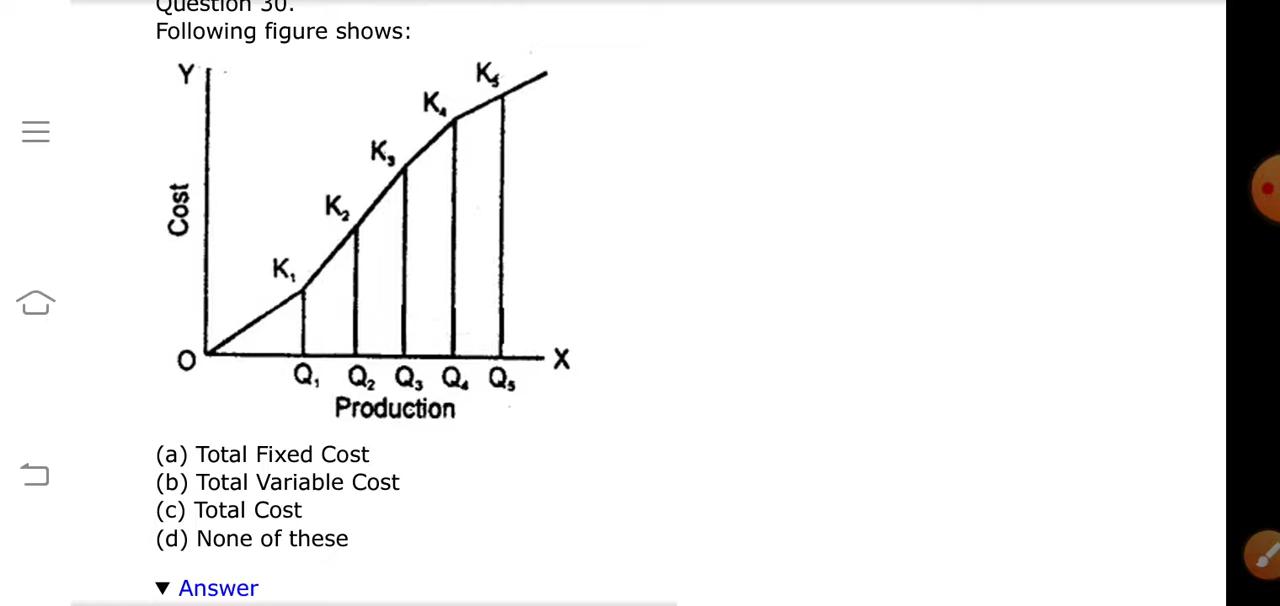 Question 30.
Following figure shows:
Y
K₅
K₄
K₃
Cost
K₂
K₁
O
X
Q₁ Q₂ Q₃ Q₄ Q₅
Production
(a) Total Fixed Cost
(b) Total Variable Cost
(c) Total Cost
(d) None of these
▼ Answer